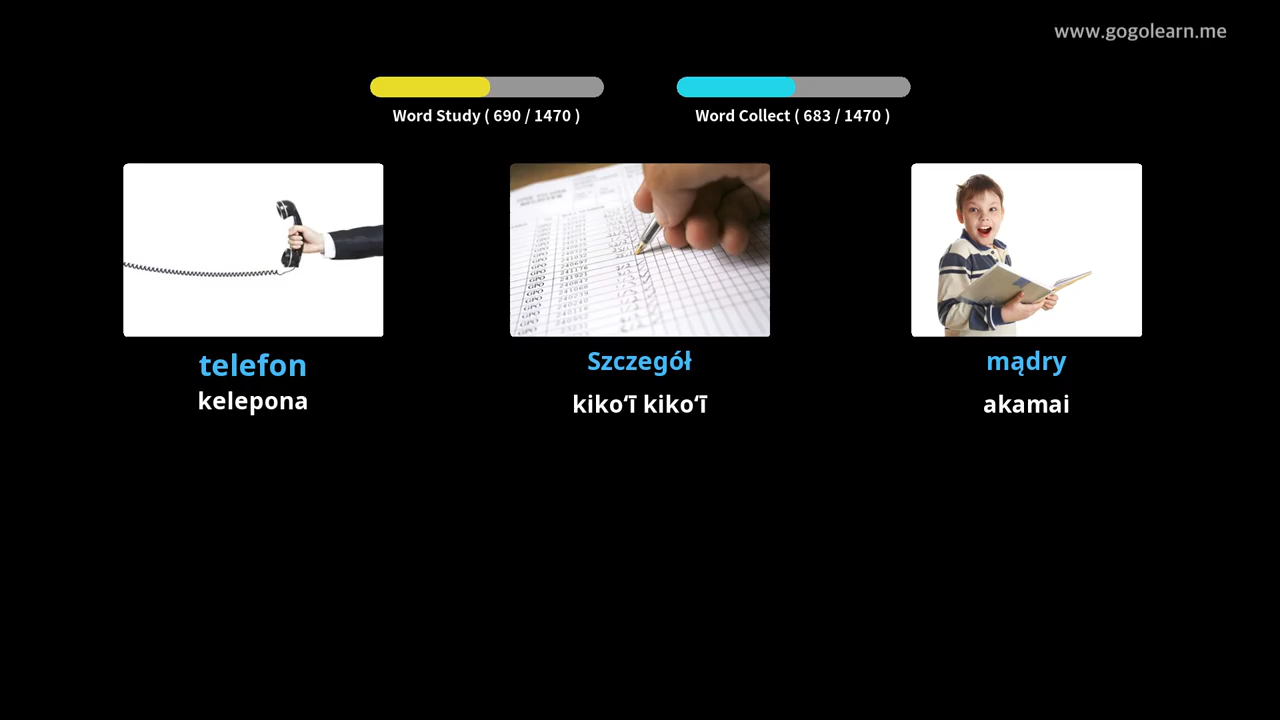 www.gogolearn.me
Word Study ( 690 / 1470 )
Word Collect ( 683 / 1470 )
telefon
kelepona
Szczegół
kikoʻī kikoʻī
mądry
akamai